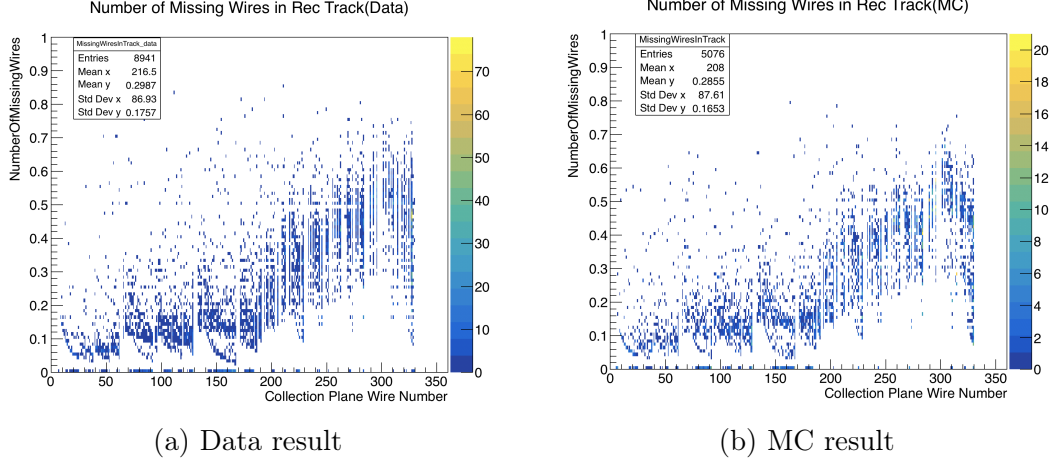 Number of Missing Wires in Rec Track(Data)
NumberOfMissingWires
1
0.9
0.8
0.7
0.6
0.5
0.4
0.3
0.2
0.1
0
MissingWiresInTrack_data
Entries 8941
Mean x 216.5
Mean y 0.2987
Std Dev x 86.93
Std Dev y 0.1757
70
60
50
40
30
20
10
0
0 50 100 150 200 250 300 350
Collection Plane Wire Number
(a) Data result
Number of Missing Wires in Rec Track(MC)
NumberOfMissingWires
1
0.9
0.8
0.7
0.6
0.5
0.4
0.3
0.2
0.1
0
MissingWiresInTrack
Entries 5076
Mean x 208
Mean y 0.2855
Std Dev x 87.61
Std Dev y 0.1653
20
18
16
14
12
10
8
6
4
2
0
0 50 100 150 200 250 300 350
Collection Plane Wire Number
(b) MC result